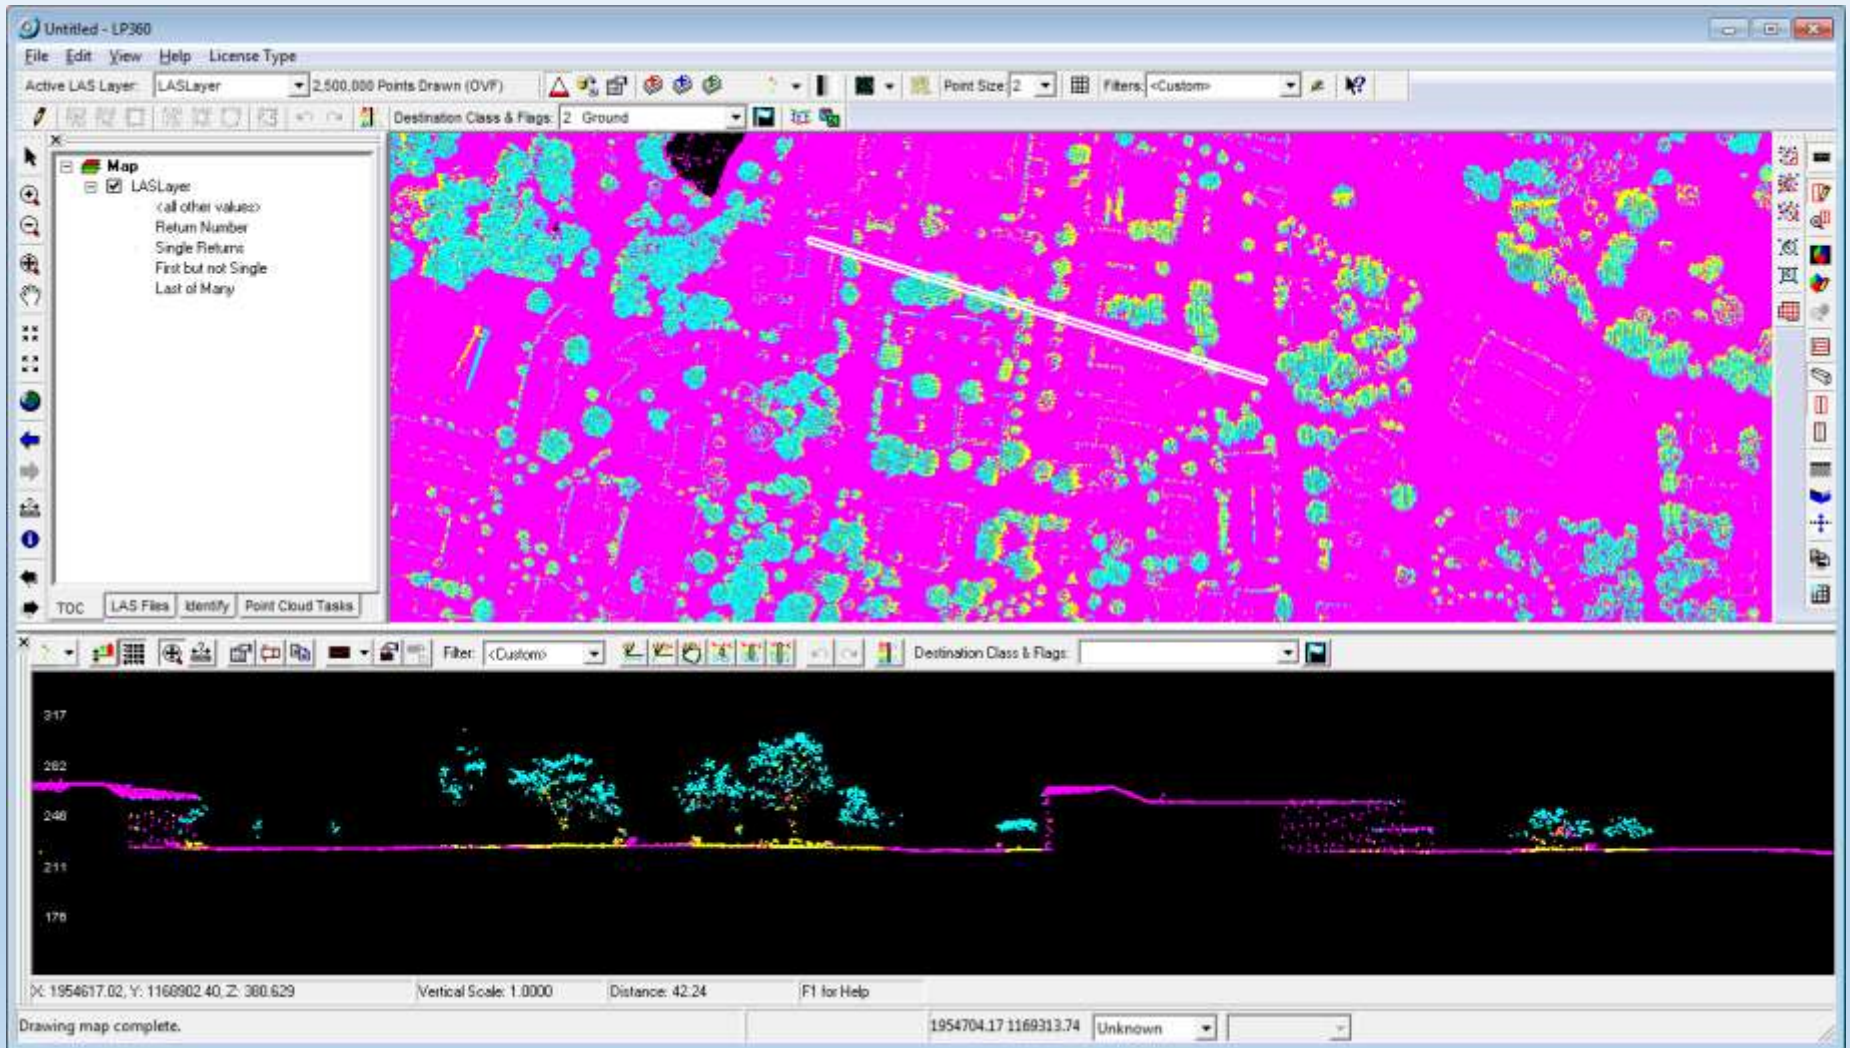 Untitled - LP360
File Edit View Help License Type
Active LAS Layer: LASLayer 2,500,000 Points Drawn (OVF) Point Size: 2 Filters: <Custom>
Destination Class & Flags: 2 Ground
Map
LASLayer
<all other values>
Return Number
Single Returns
First but not Single
Last of Many
TOC LAS Files Identify Point Cloud Tasks
Filter: <Custom> Destination Class & Flags:
317
282
246
211
176
X: 1954617.02, Y: 1168902.40, Z: 380.629 Vertical Scale: 1.0000 Distance: 42.24 F1 for Help
Drawing map complete. 1954704.17 1169313.74 Unknown